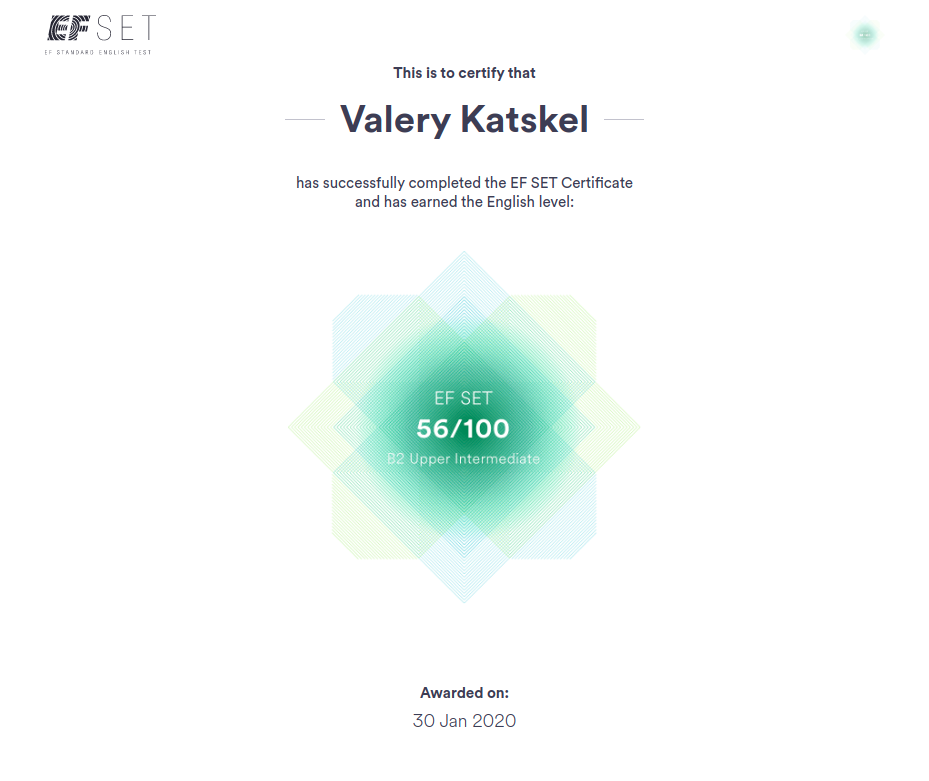 EF SET
EF STANDARD ENGLISH TEST
This is to certify that
Valery Katskel
has successfully completed the EF SET Certificate
and has earned the English level:
EF SET
56/100
B2 Upper Intermediate
Awarded on:
30 Jan 2020